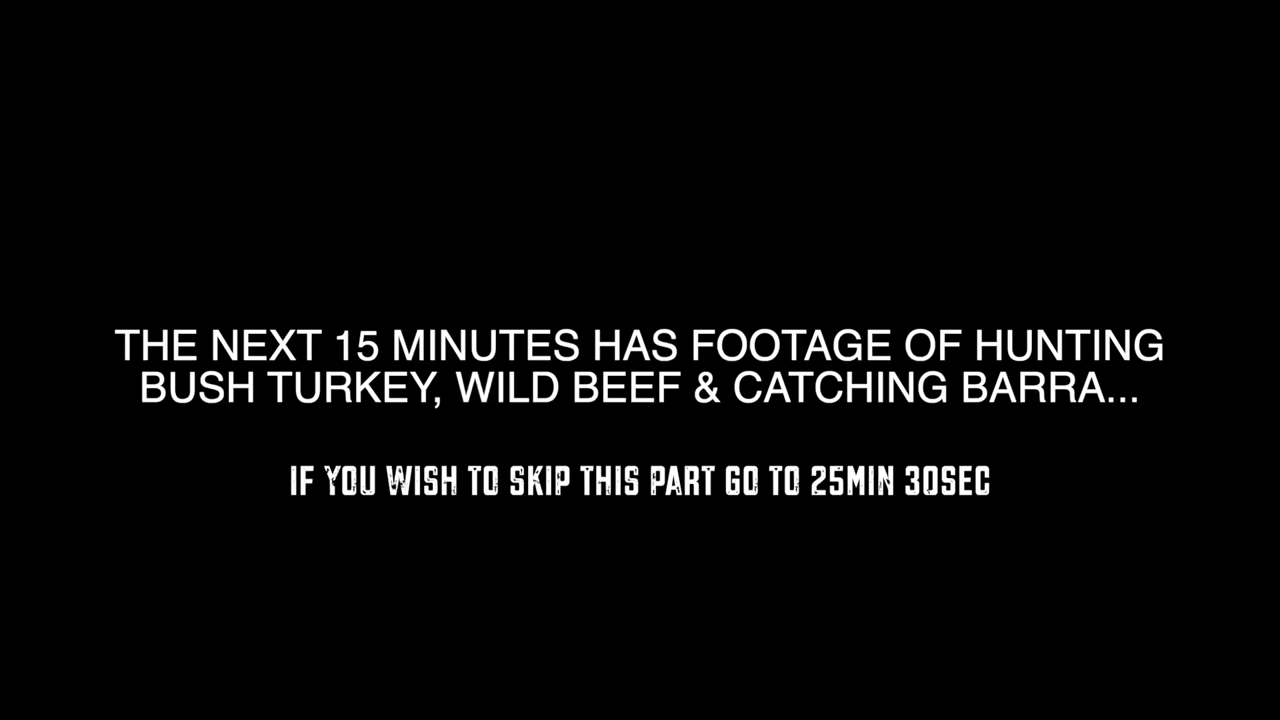 THE NEXT 15 MINUTES HAS FOOTAGE OF HUNTING
BUSH TURKEY, WILD BEEF & CATCHING BARRA...
IF YOU WISH TO SKIP THIS PART GO TO 25MIN 30SEC